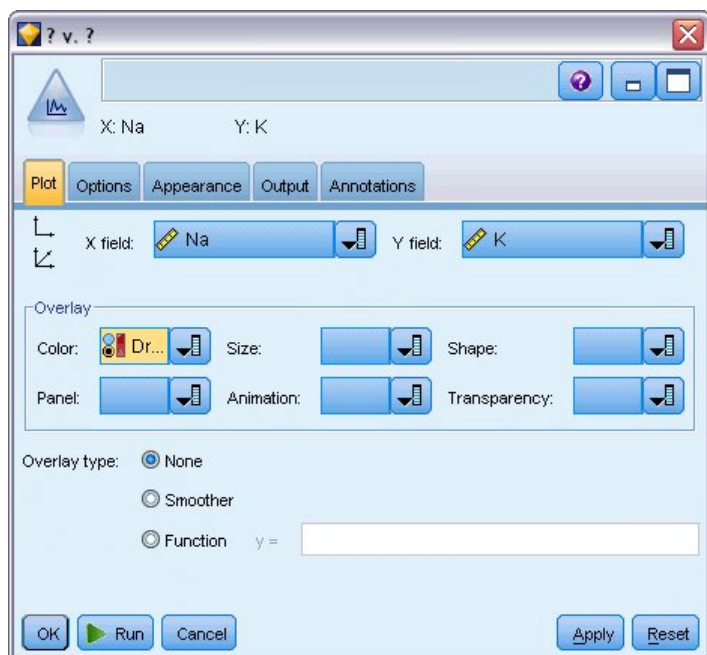 ? v. ?
X: Na Y: K
Plot Options Appearance Output Annotations
X field: Na Y field: K
Overlay
Color: Dr... Size: Shape:
Panel: Animation: Transparency:
Overlay type: None
Smoother
Function y =
OK Run Cancel Apply Reset